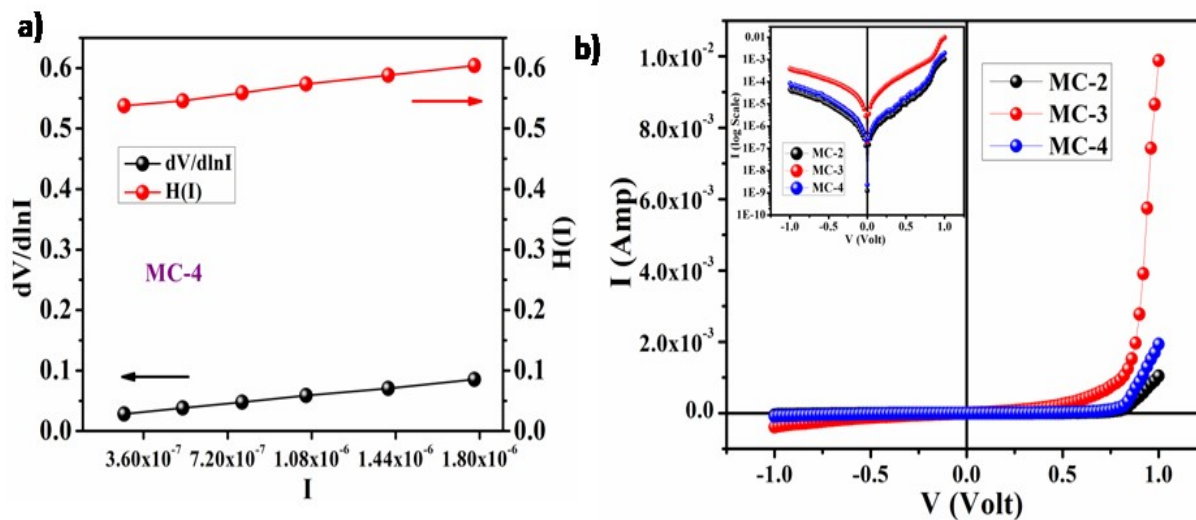 a)
0.6
0.5
0.4
0.3
0.2
0.1
0.0
dV/dlnI
dV/dlnI
H(I)
MC-4
0.6
0.5
0.4
0.3
0.2
0.1
0.0
H(I)
3.60x10⁻⁷ 7.20x10⁻⁷ 1.08x10⁻⁶ 1.44x10⁻⁶ 1.80x10⁻⁶
I
b)
1.0x10⁻²
8.0x10⁻³
6.0x10⁻³
4.0x10⁻³
2.0x10⁻³
0.0
I (Amp)
MC-2
MC-3
MC-4
0.01
1E-3
1E-4
1E-5
1E-6
1E-7
1E-8
1E-9
1E-10
I (log Scale)
MC-2
MC-3
MC-4
-1.0 -0.5 0.0 0.5 1.0
V (Volt)
-1.0 -0.5 0.0 0.5 1.0
V (Volt)